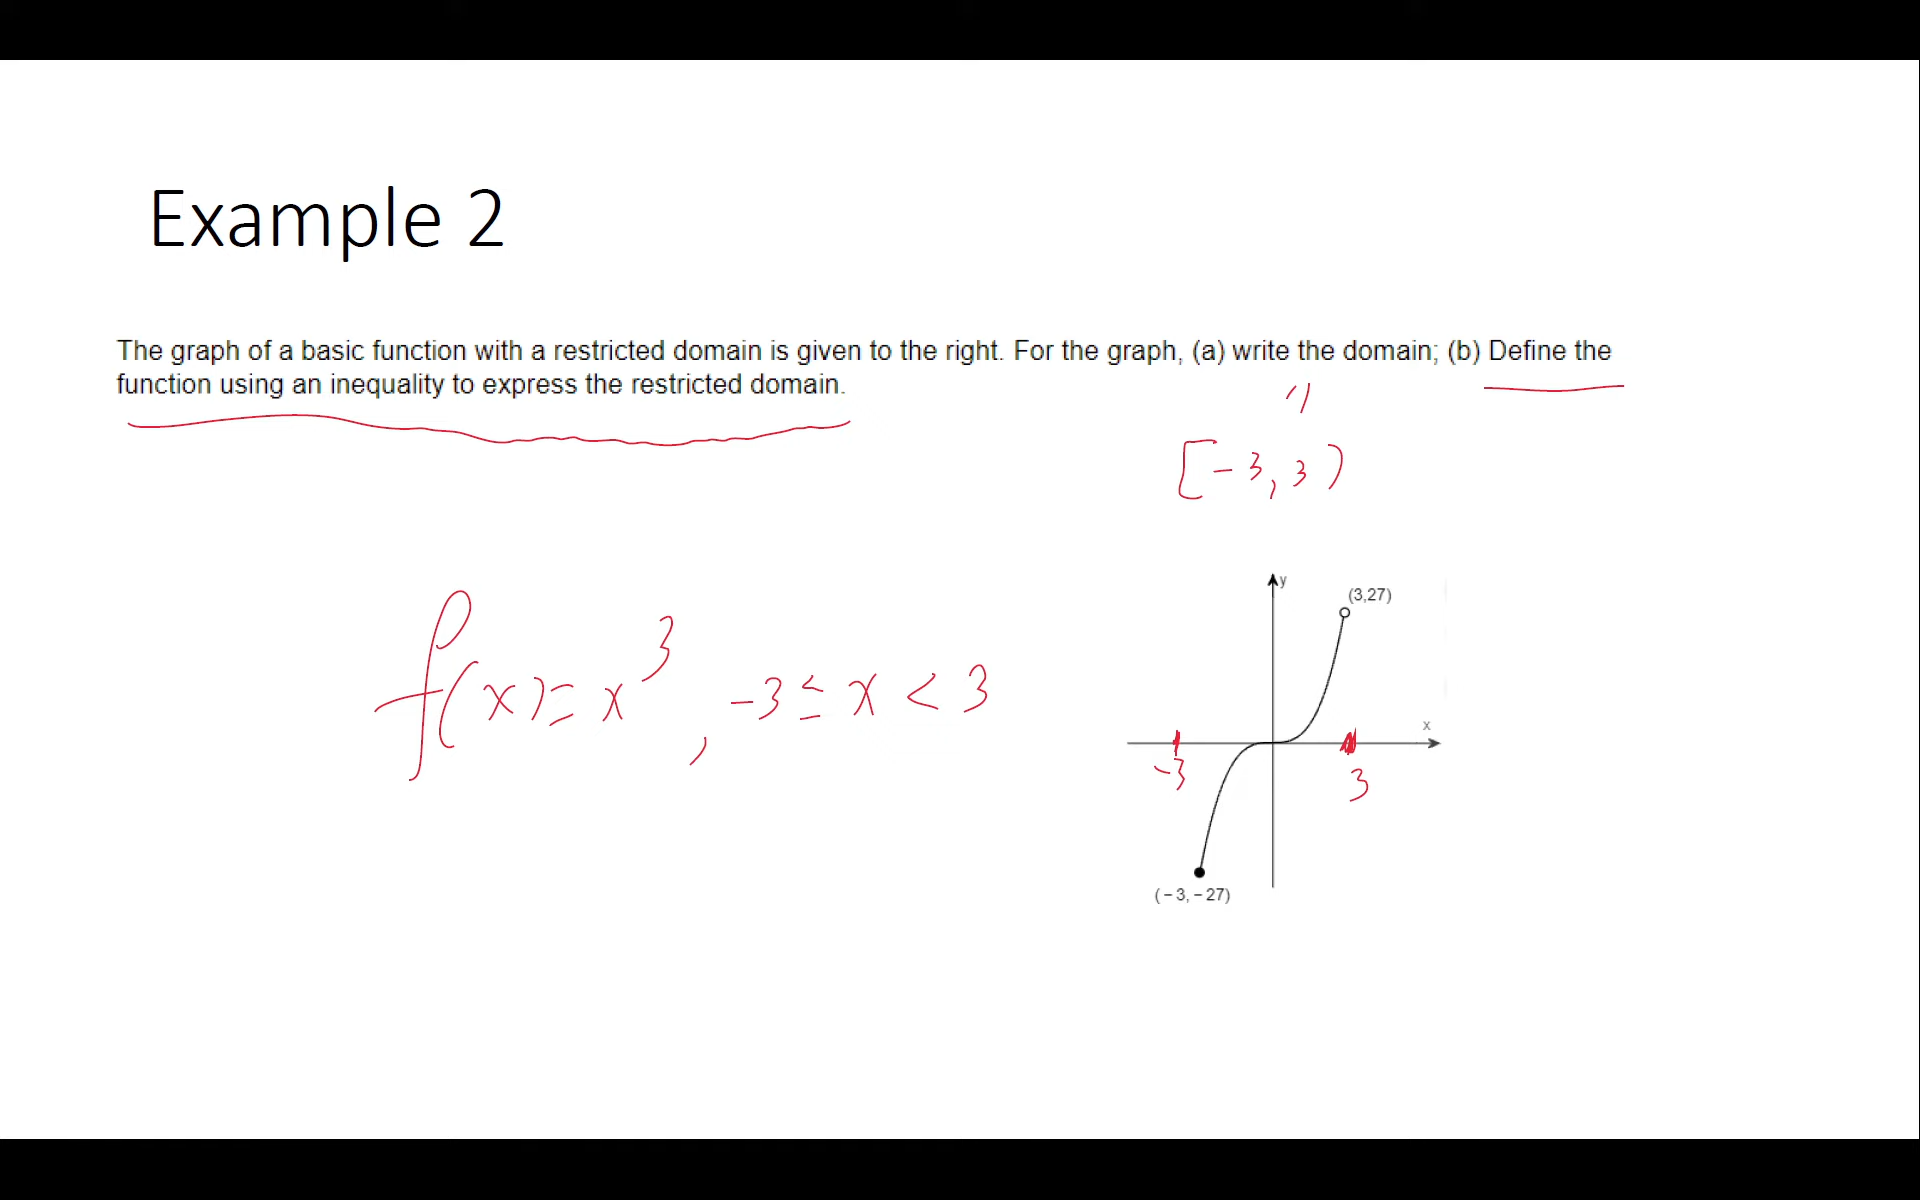 Example 2
The graph of a basic function with a restricted domain is given to the right. For the graph, (a) write the domain; (b) Define the
function using an inequality to express the restricted domain.
[-3, 3)
f(x) = x³, -3 ≤ x < 3
y
(3,27)
x
-3
3
(-3,-27)